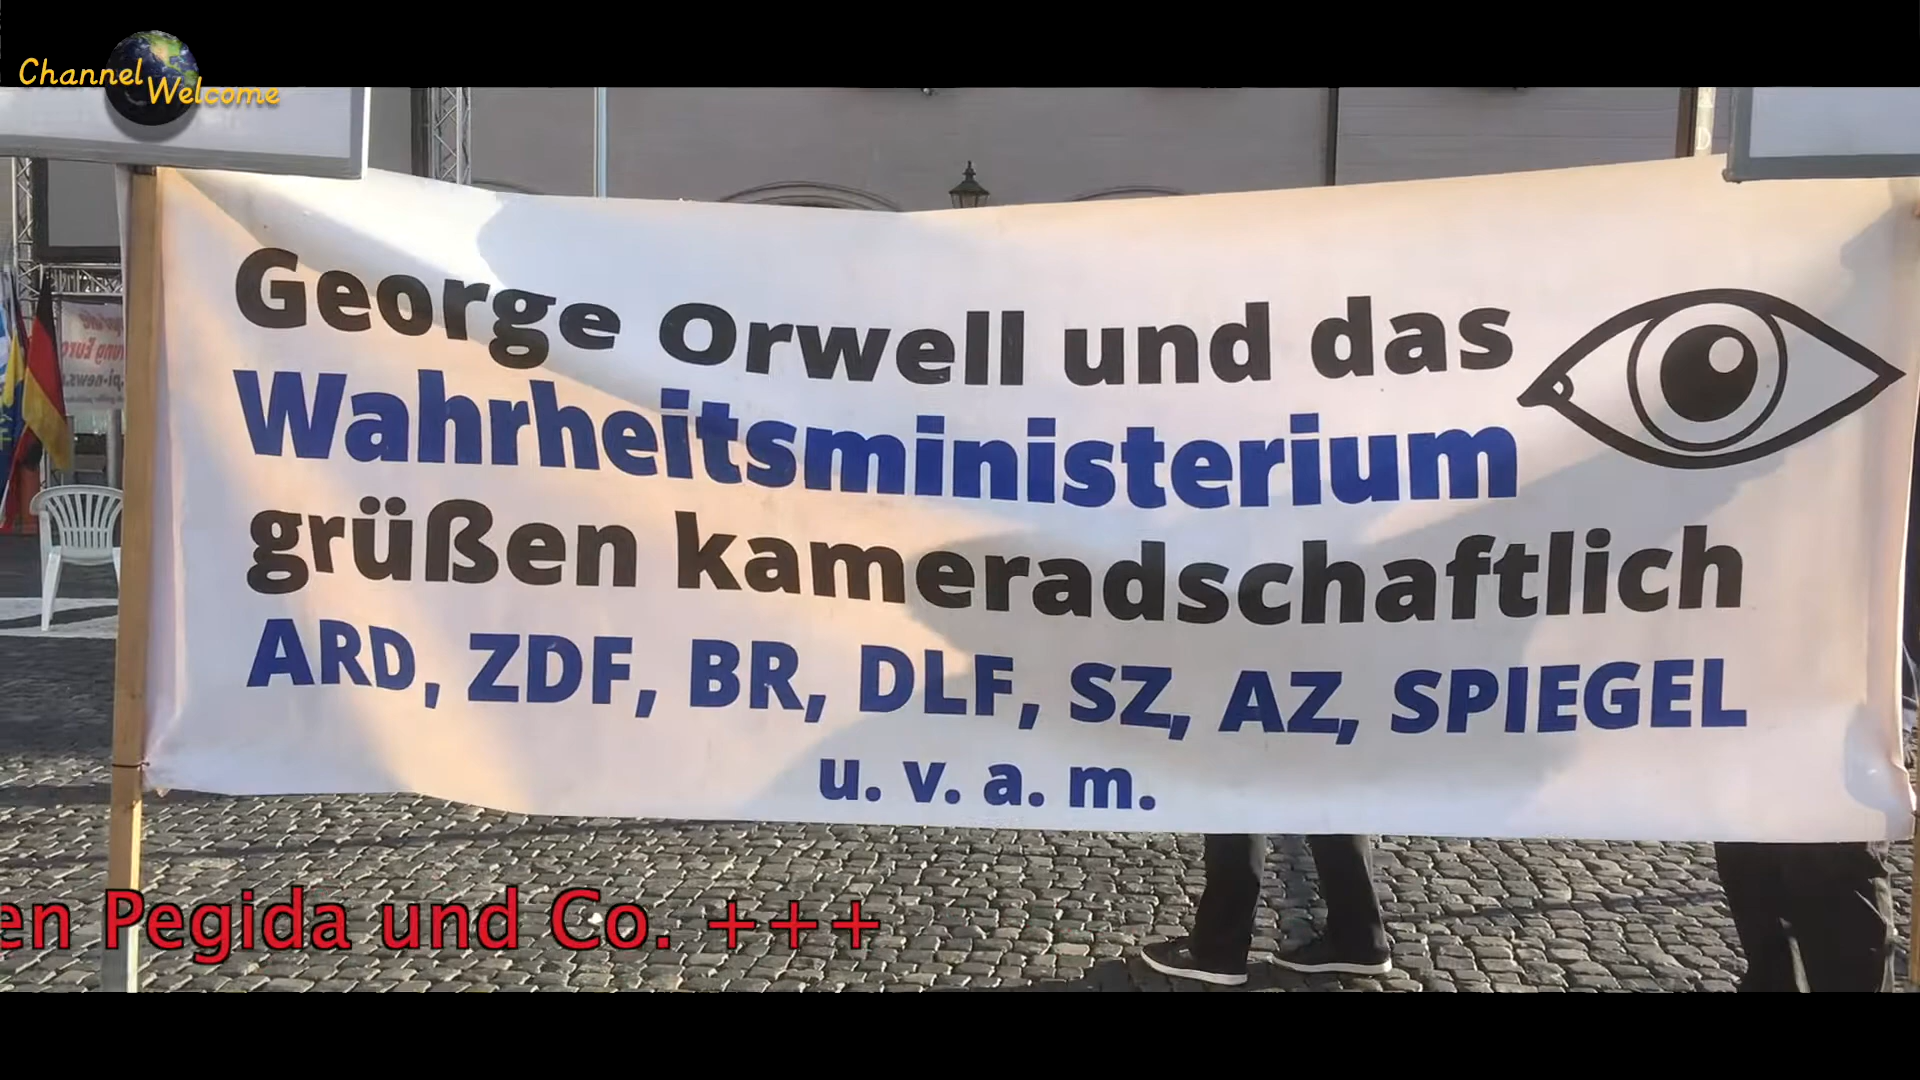 Channel
Welcome
George Orwell und das
Wahrheitsministerium
grüßen kameradschaftlich
ARD, ZDF, BR, DLF, SZ, AZ, SPIEGEL
u. v. a. m.
en Pegida und Co. +++